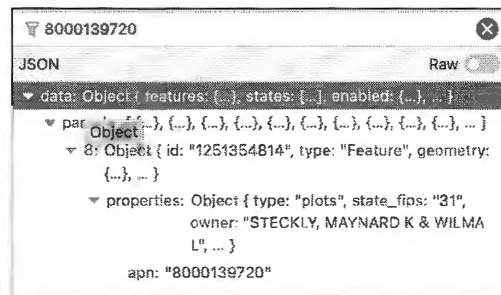 8000139720
JSON Raw
data: Object { features: {...}, states: [...], enabled: {...}, ... }
{...}, {...}, {...}, {...}, {...}, {...}, {...}, {...}, {...}, ... ]
Object
8: Object { id: "1251354814", type: "Feature", geometry:
{...}, ... }
properties: Object { type: "plots", state_fips: "31",
owner: "STECKLY, MAYNARD K & WILMA
L", ... }
apn: "8000139720"